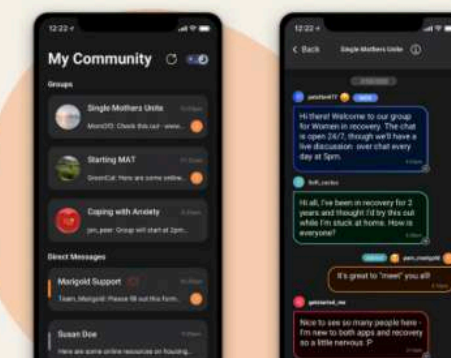 12:22
My Community
Groups
Single Mothers Unite
MomOf3: Check this out - www...
Starting MAT
GreenCat: Here are some online...
Coping with Anxiety
jen_peer: Group will start at 2pm...
Direct Messages
Marigold Support
Team_Marigold: Please fill out this form.
Susan Doe
Here are some online resources on housing...
12:22
Back
Single Mothers Unite
Hi there! Welcome to our group
for Women in recovery. The chat
is open 24/7, though we'll have a
live discussion over chat every
day at 5pm.
Soft_cactus
Hi all, I've been in recovery for 2
years and thought I'd try this out
while I'm stuck at home. How is
everyone?
It's great to "meet" you all!
getstarted_me
Nice to see so many people here -
I'm new to both apps and recovery
so a little nervous :P